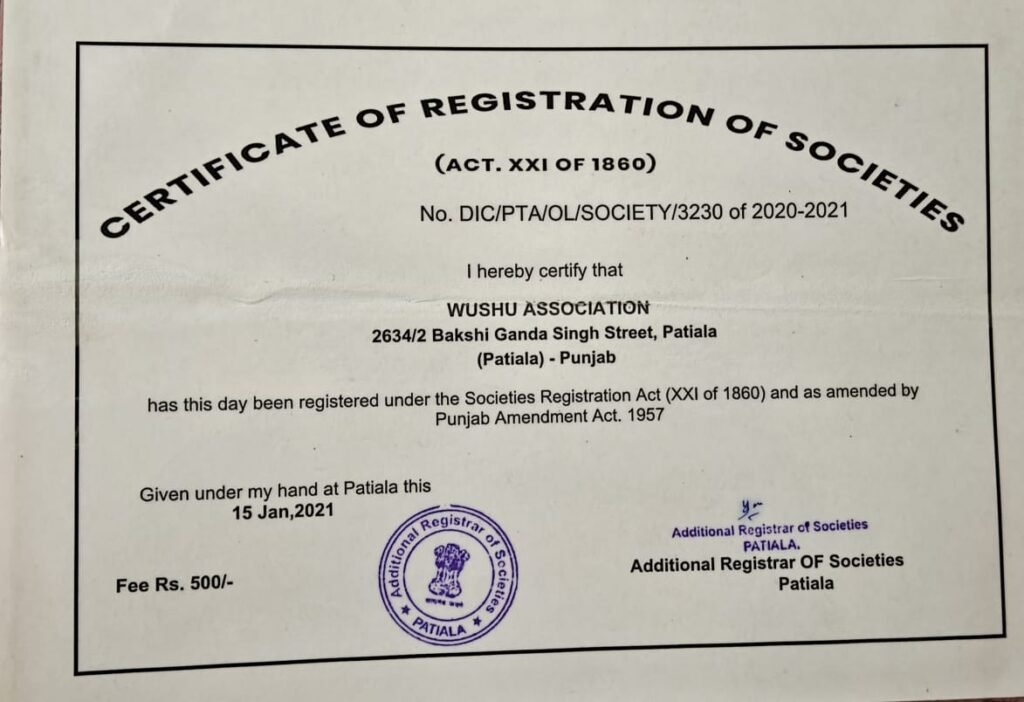 CERTIFICATE OF REGISTRATION OF SOCIETIES
(ACT. XXI OF 1860)
No. DIC/PTA/OL/SOCIETY/3230 of 2020-2021
I hereby certify that
WUSHU ASSOCIATION
2634/2 Bakshi Ganda Singh Street, Patiala
(Patiala) - Punjab
has this day been registered under the Societies Registration Act (XXI of 1860) and as amended by
Punjab Amendment Act. 1957
Given under my hand at Patiala this
15 Jan,2021
Fee Rs. 500/-
Additional Registrar of Societies
PATIALA
Additional Registrar of Societies
PATIALA.
Additional Registrar OF Societies
Patiala